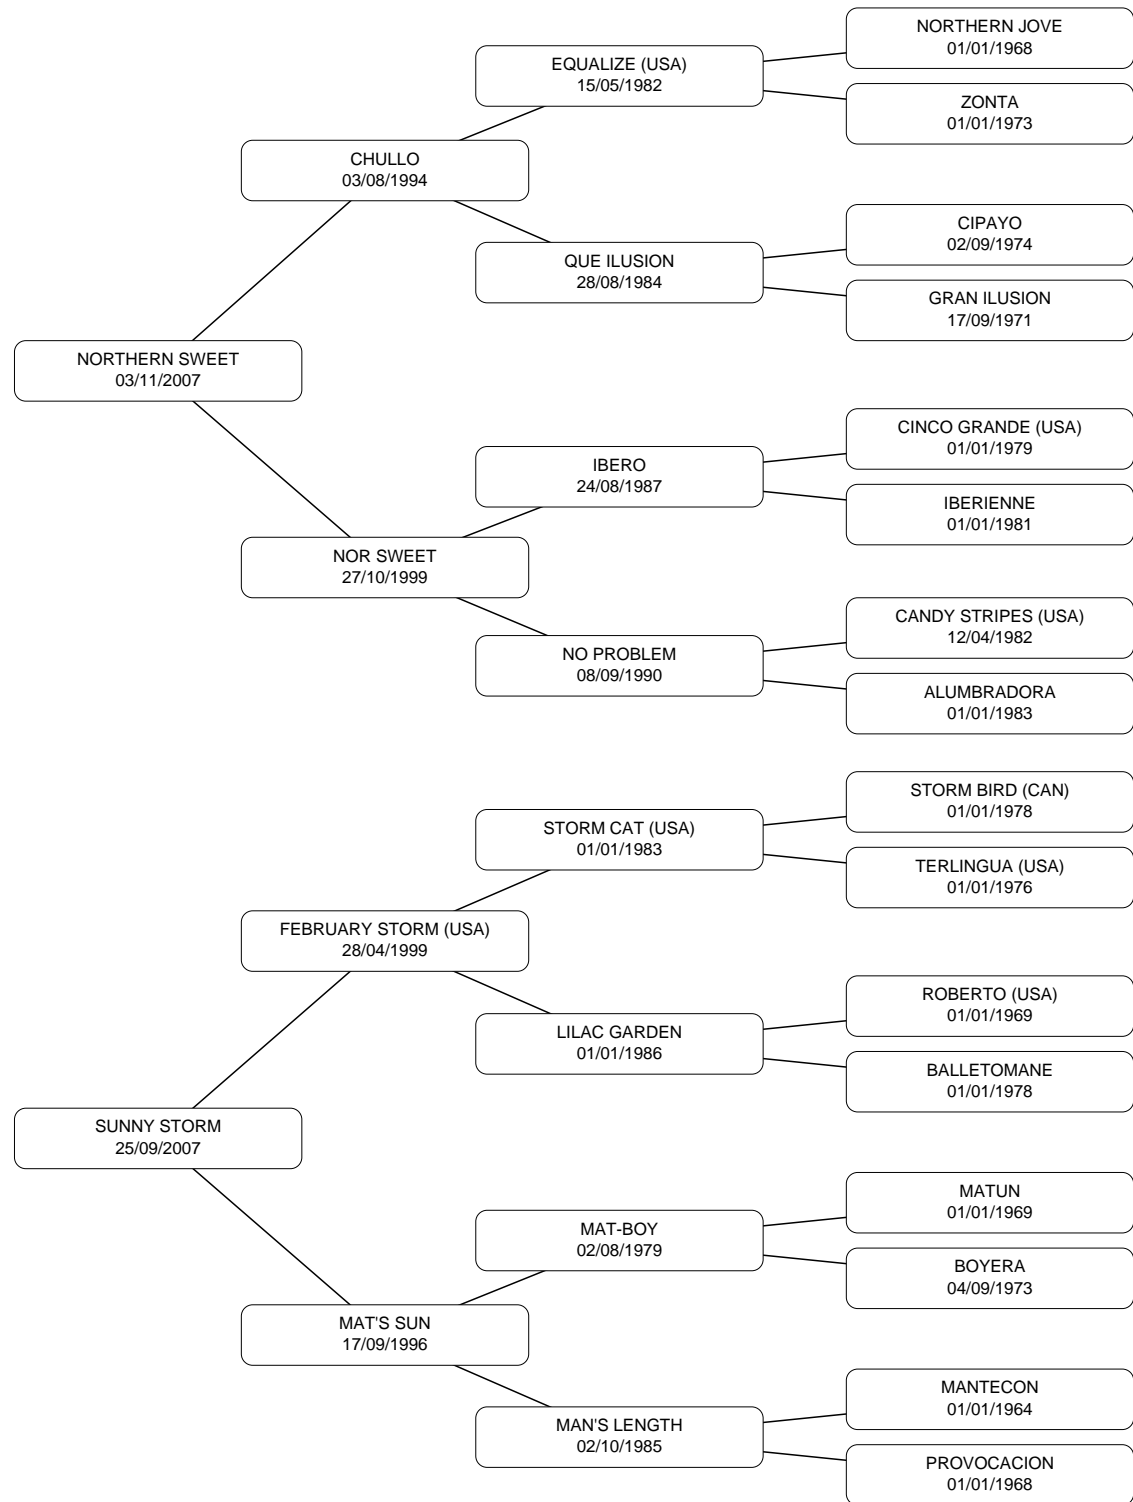 NORTHERN JOVE
01/01/1968
EQUALIZE (USA)
15/05/1982
ZONTA
01/01/1973
CHULLO
03/08/1994
CIPAYO
02/09/1974
QUE ILUSION
28/08/1984
GRAN ILUSION
17/09/1971
NORTHERN SWEET
03/11/2007
CINCO GRANDE (USA)
01/01/1979
IBERO
24/08/1987
IBERIENNE
01/01/1981
NOR SWEET
27/10/1999
CANDY STRIPES (USA)
12/04/1982
NO PROBLEM
08/09/1990
ALUMBRADORA
01/01/1983
STORM BIRD (CAN)
01/01/1978
STORM CAT (USA)
01/01/1983
TERLINGUA (USA)
01/01/1976
FEBRUARY STORM (USA)
28/04/1999
ROBERTO (USA)
01/01/1969
LILAC GARDEN
01/01/1986
BALLETOMANE
01/01/1978
SUNNY STORM
25/09/2007
MATUN
01/01/1969
MAT-BOY
02/08/1979
BOYERA
04/09/1973
MAT'S SUN
17/09/1996
MANTECON
01/01/1964
MAN'S LENGTH
02/10/1985
PROVOCACION
01/01/1968